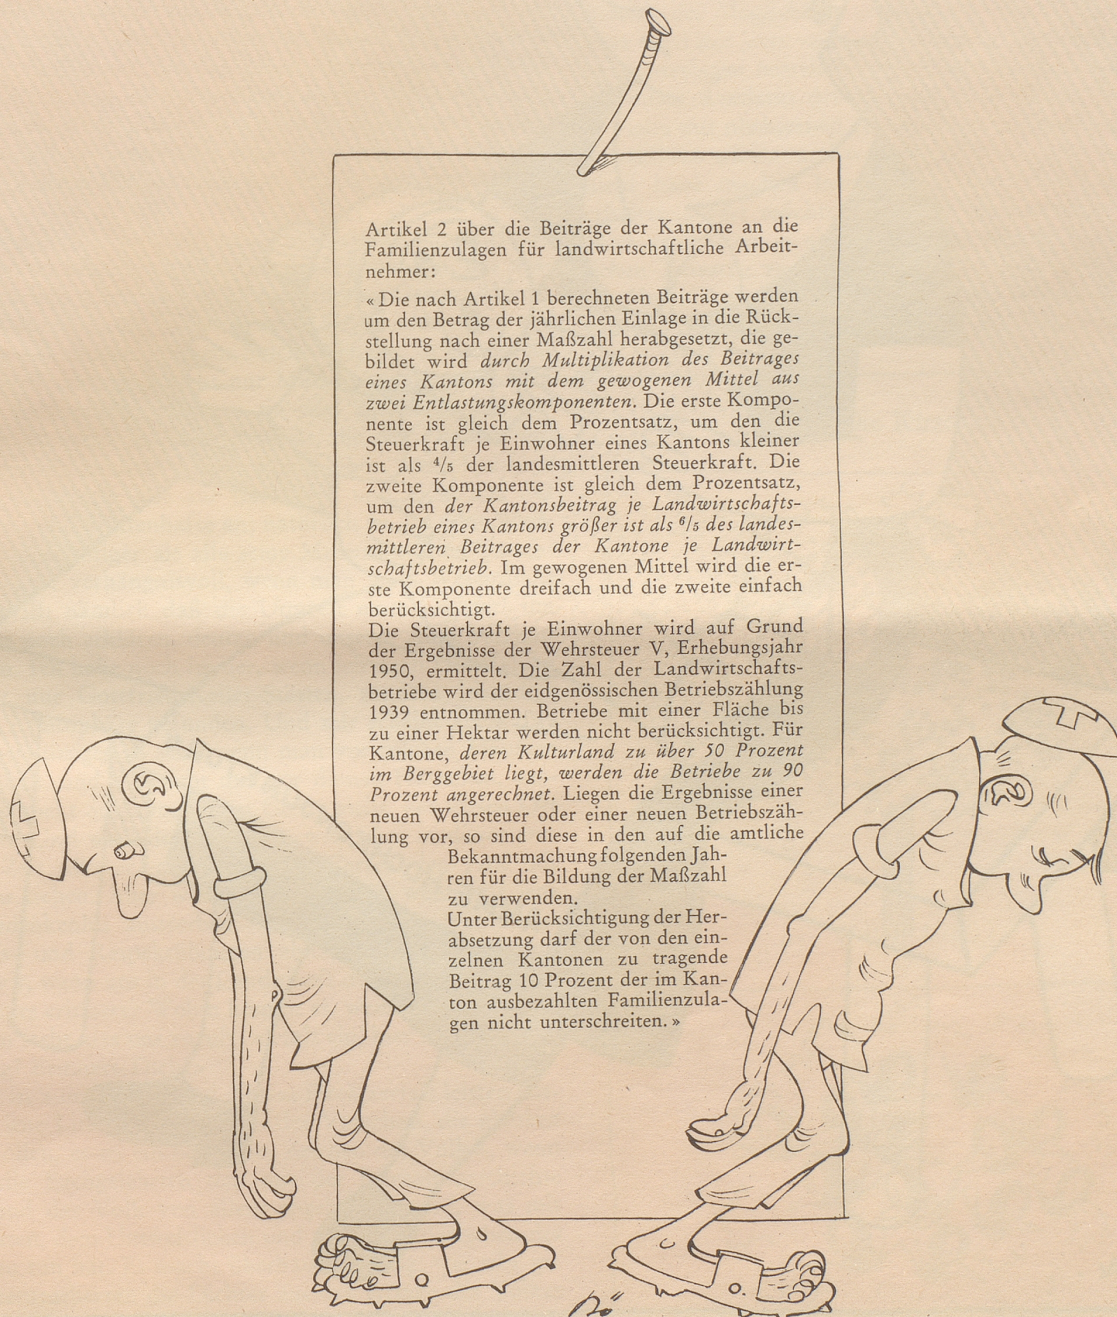 Artikel 2 über die Beiträge der Kantone an die
Familienzulagen für landwirtschaftliche Arbeit-
nehmer:
« Die nach Artikel 1 berechneten Beiträge werden
um den Betrag der jährlichen Einlage in die Rück-
stellung nach einer Maßzahl herabgesetzt, die ge-
bildet wird durch Multiplikation des Beitrages
eines Kantons mit dem gewogenen Mittel aus
zwei Entlastungskomponenten. Die erste Kompo-
nente ist gleich dem Prozentsatz, um den die
Steuerkraft je Einwohner eines Kantons kleiner
ist als 4/5 der landesmittleren Steuerkraft. Die
zweite Komponente ist gleich dem Prozentsatz,
um den der Kantonsbeitrag je Landwirtschafts-
betrieb eines Kantons größer ist als 6/5 des landes-
mittleren Beitrages der Kantone je Landwirt-
schaftsbetrieb. Im gewogenen Mittel wird die er-
ste Komponente dreifach und die zweite einfach
berücksichtigt.
Die Steuerkraft je Einwohner wird auf Grund
der Ergebnisse der Wehrsteuer V, Erhebungsjahr
1950, ermittelt. Die Zahl der Landwirtschafts-
betriebe wird der eidgenössischen Betriebszählung
1939 entnommen. Betriebe mit einer Fläche bis
zu einer Hektar werden nicht berücksichtigt. Für
Kantone, deren Kulturland zu über 50 Prozent
im Berggebiet liegt, werden die Betriebe zu 90
Prozent angerechnet. Liegen die Ergebnisse einer
neuen Wehrsteuer oder einer neuen Betriebszäh-
lung vor, so sind diese in den auf die amtliche
Bekanntmachung folgenden Jah-
ren für die Bildung der Maßzahl
zu verwenden.
Unter Berücksichtigung der Her-
absetzung darf der von den ein-
zelnen Kantonen zu tragende
Beitrag 10 Prozent der im Kan-
ton ausbezahlten Familienzula-
gen nicht unterschreiten. »
Bö